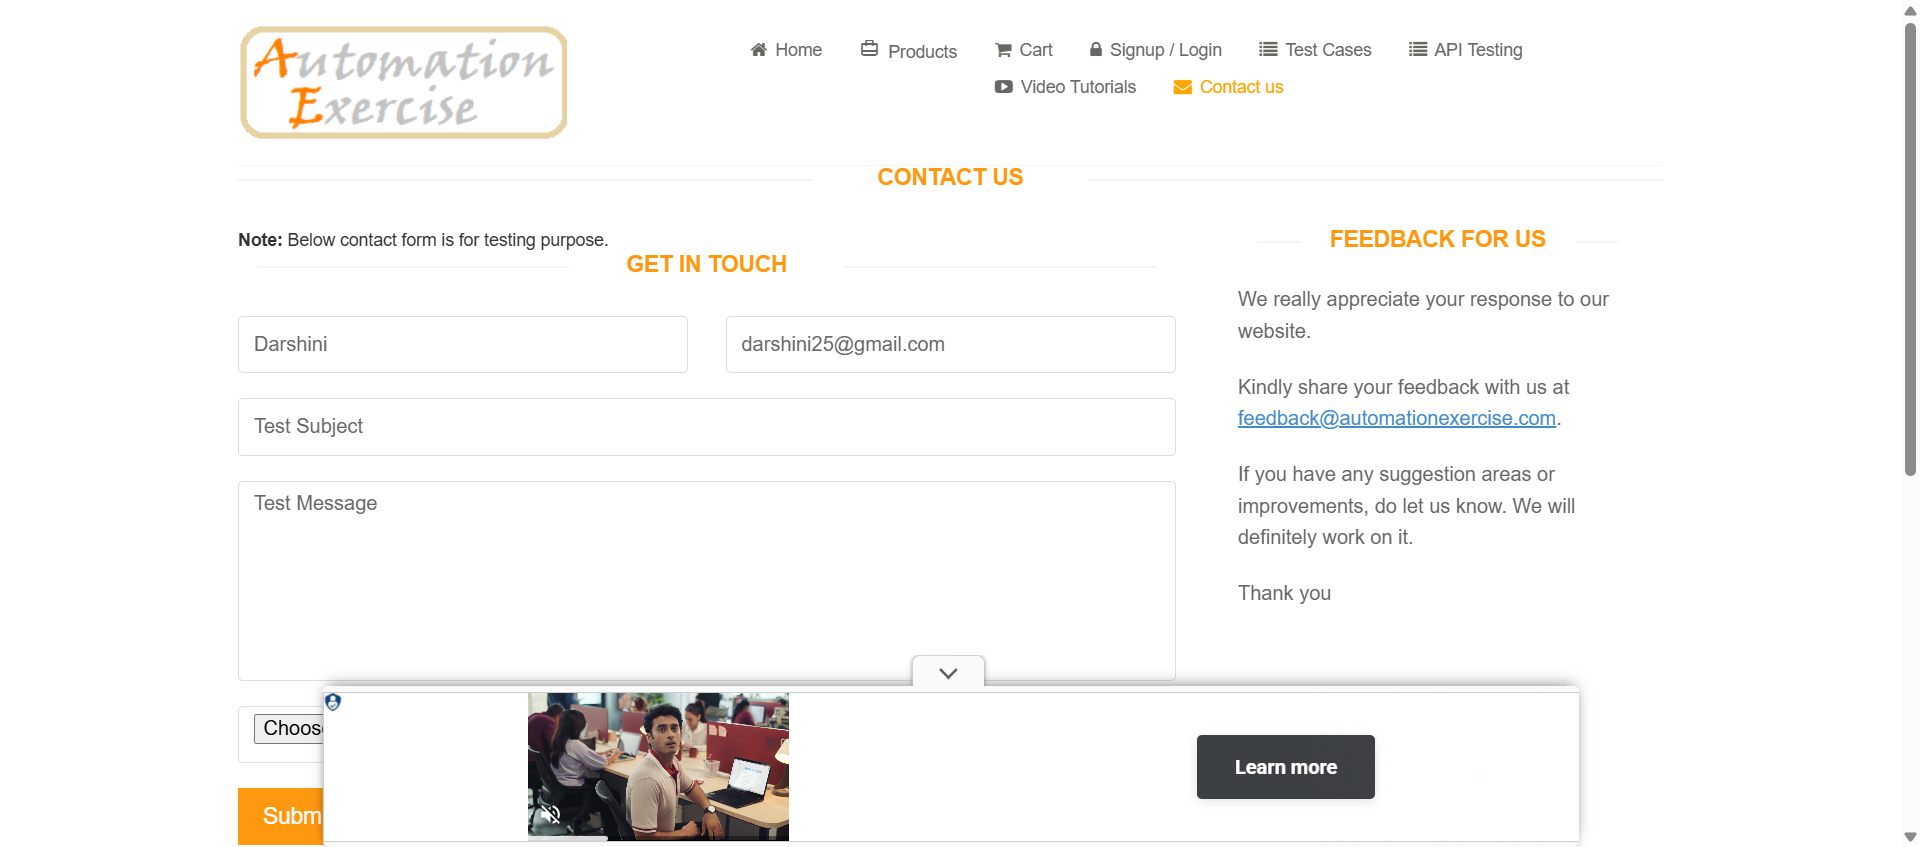 Automation
Exercise
Home
Products
Cart
Signup / Login
Test Cases
API Testing
Video Tutorials
Contact us
CONTACT US
Note: Below contact form is for testing purpose.
GET IN TOUCH
Darshini
darshini25@gmail.com
Test Subject
Test Message
Choos
Subm
FEEDBACK FOR US
We really appreciate your response to our
website.
Kindly share your feedback with us at
feedback@automationexercise.com.
If you have any suggestion areas or
improvements, do let us know. We will
definitely work on it.
Thank you
Learn more